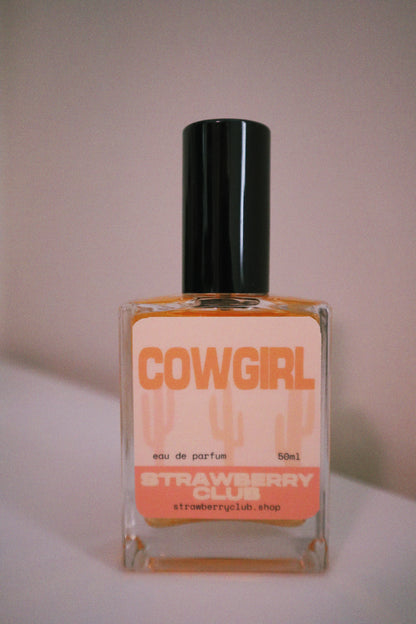 COWGIRL
eau de parfum 50ml
STRAWBERRY
CLUB
strawberryclub.shop